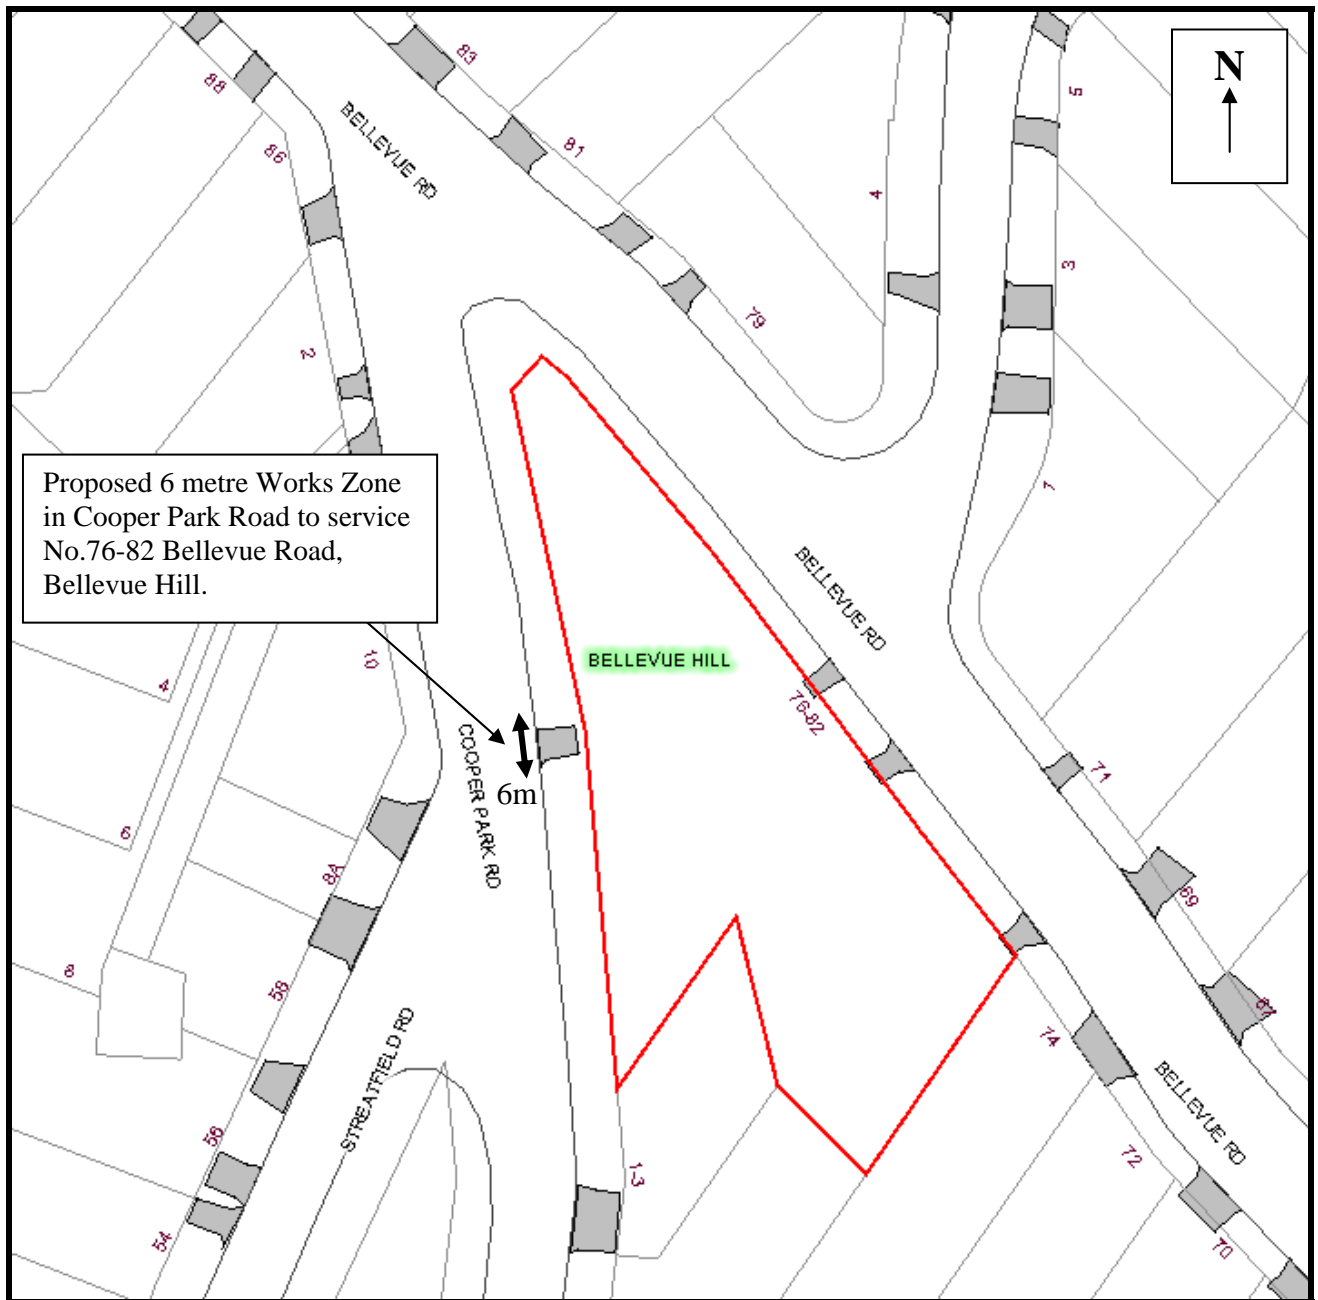 N
83
88
BELLEVUE RD
86
81
5
4
3
79
2
Proposed 6 metre Works Zone
in Cooper Park Road to service
No.76-82 Bellevue Road,
Bellevue Hill.
1
BELLEVUE RD
10
BELLEVUE HILL
4
76-82
COOPER PARK RD
6m
71
6
8A
69
8
58
67
STREATFIELD RD
74
BELLEVUE RD
56
72
1-3
54
70